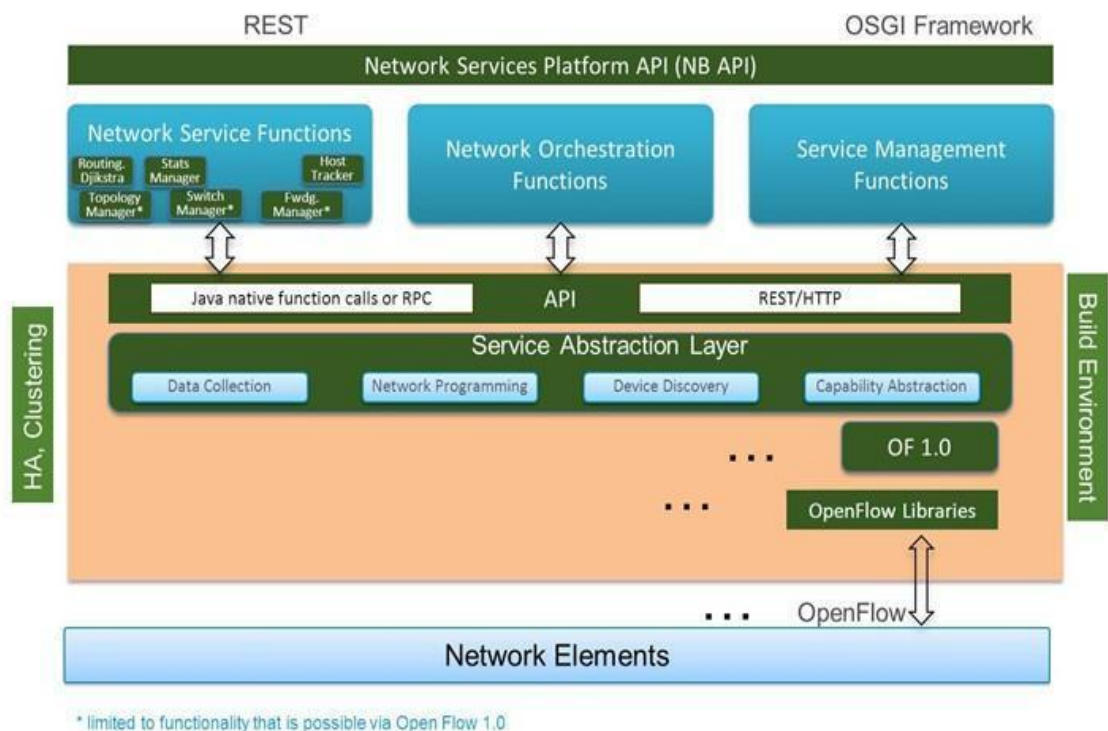 REST
OSGI Framework
Network Services Platform API (NB API)
Network Service Functions
Routing.
Djikstra
Stats
Manager
Host
Tracker
Topology
Manager*
Switch
Manager*
Fwdg.
Manager*
Network Orchestration
Functions
Service Management
Functions
HA, Clustering
Java native function calls or RPC
API
REST/HTTP
Service Abstraction Layer
Data Collection
Network Programming
Device Discovery
Capability Abstraction
Build Environment
... OF 1.0
... OpenFlow Libraries
... OpenFlow
Network Elements
* limited to functionality that is possible via Open Flow 1.0